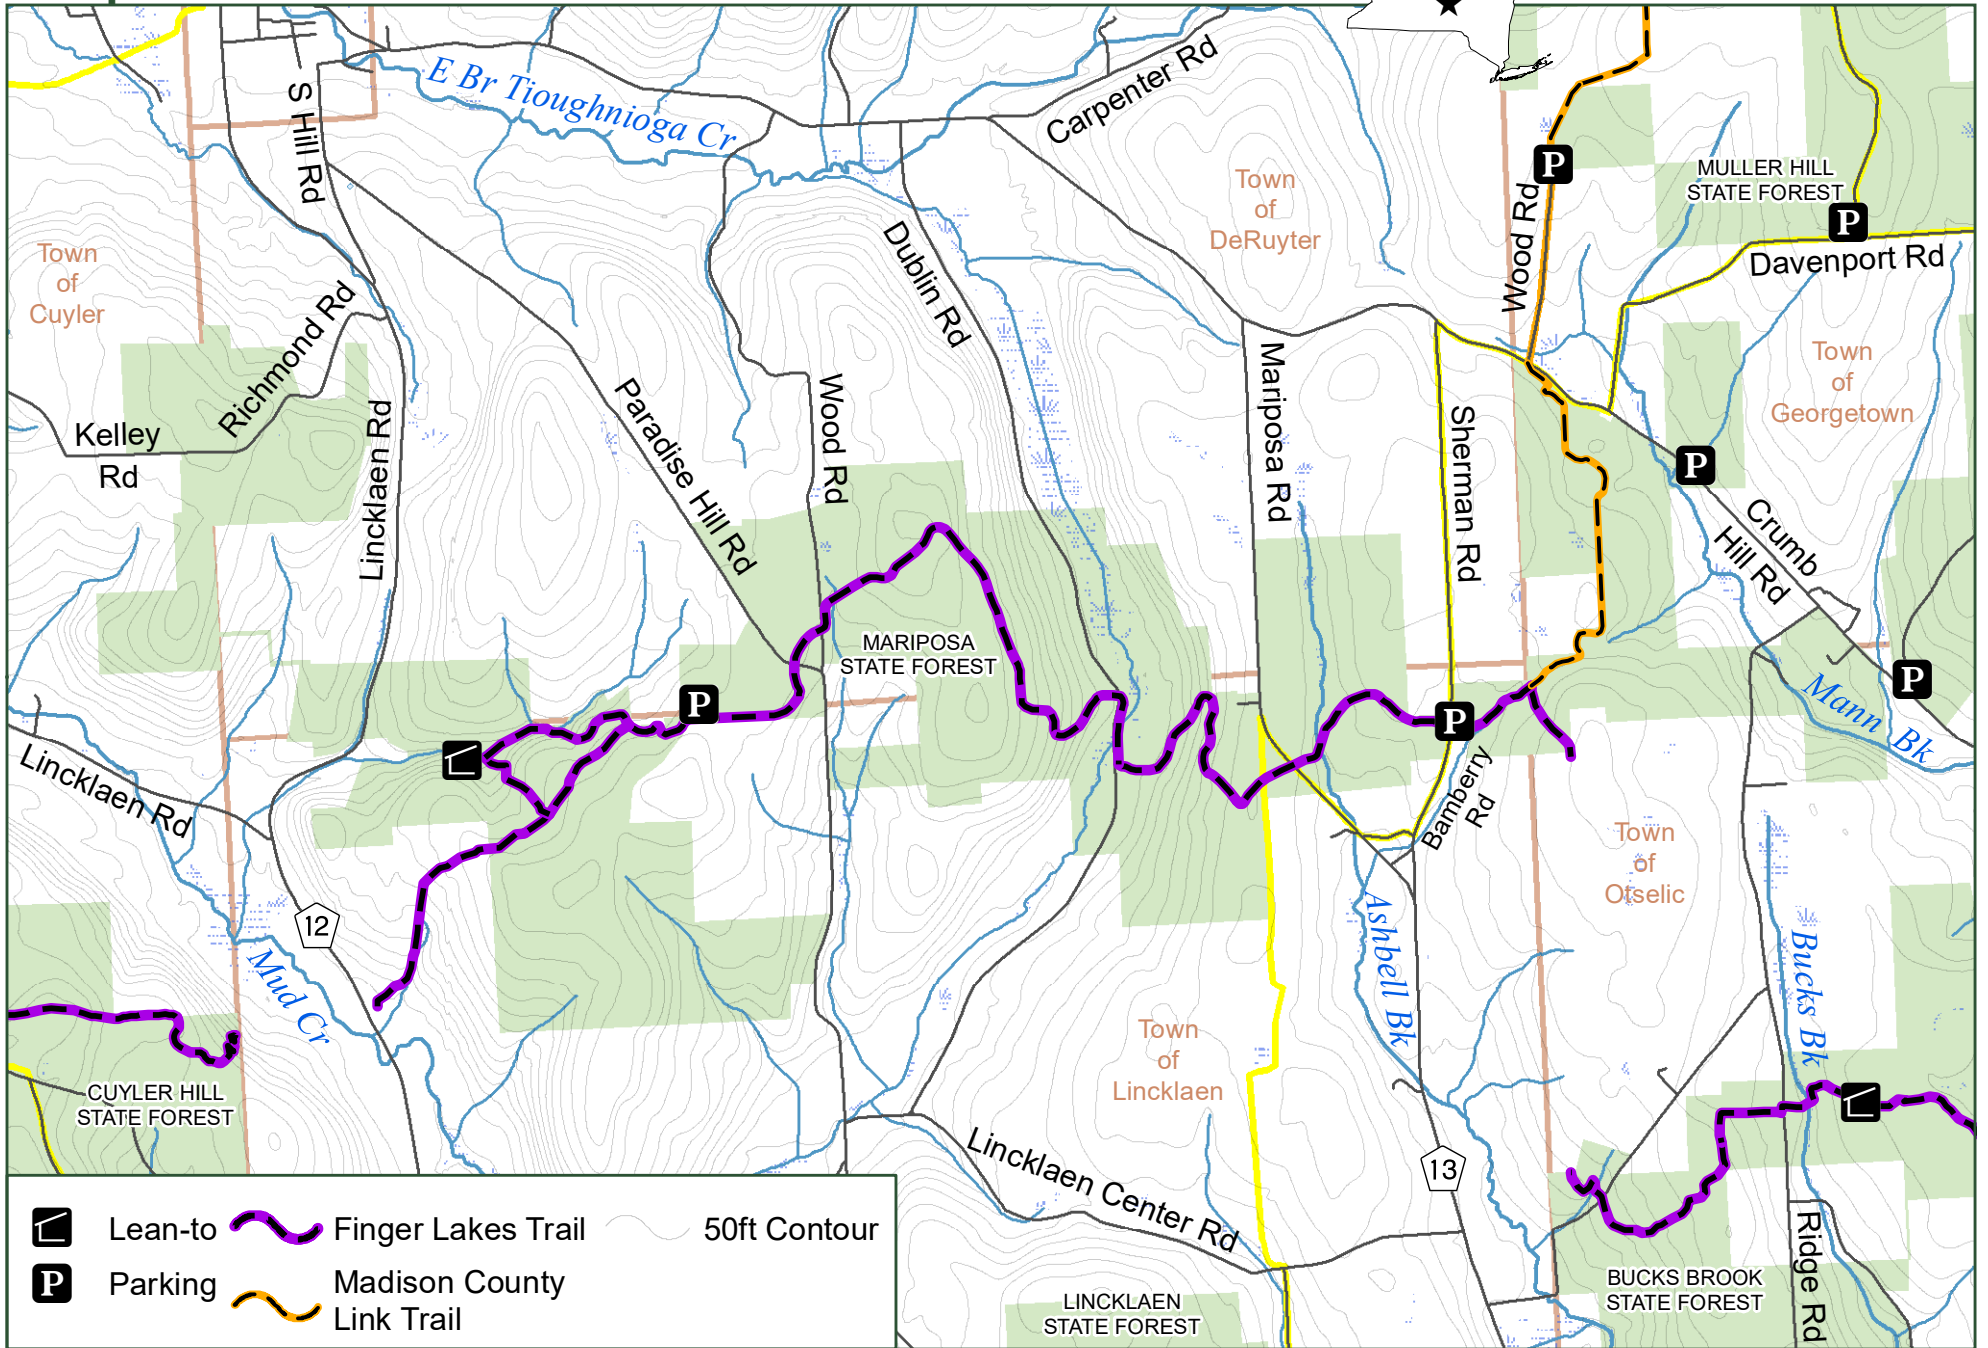 E Br Tioughnioga Cr
S Hill Rd
Carpenter Rd
Town
of
DeRuyter
Wood Rd
P
MULLER HILL
STATE FOREST
P
Davenport Rd
Town
of
Cuyler
Richmond Rd
Dublin Rd
Kelley
Rd
Lincklaen Rd
Paradise Hill Rd
Wood Rd
Mariposa Rd
Sherman Rd
Town
of
Georgetown
P
Crumb
Hill Rd
MARIPOSA
STATE FOREST
P
P
P
Mann Bk
Lincklaen Rd
Bamberry
Rd
Town
of
Otselic
12
Mud Cr
Ashbell Bk
Bucks Bk
CUYLER HILL
STATE FOREST
Town
of
Lincklaen
Lincklaen Center Rd
13
Ridge Rd
BUCKS BROOK
STATE FOREST
LINCKLAEN
STATE FOREST
Lean-to
Finger Lakes Trail
50ft Contour
P
Parking
Madison County
Link Trail